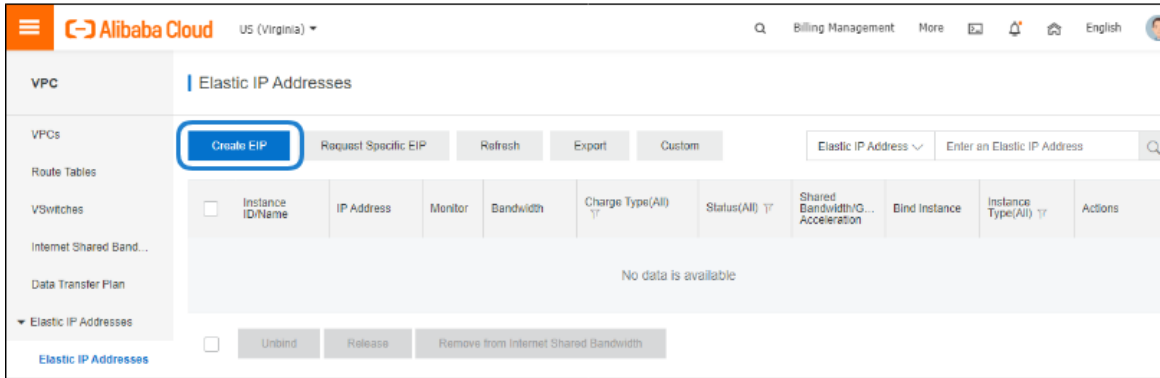 Alibaba Cloud
US (Virginia)
Billing Management
More
English
VPC
Elastic IP Addresses
VPCs
Route Tables
VSwitches
Internet Shared Band...
Data Transfer Plan
Elastic IP Addresses
Elastic IP Addresses
Create EIP
Request Specific EIP
Refresh
Export
Custom
Elastic IP Address
Enter an Elastic IP Address
Instance
ID/Name
IP Address
Monitor
Bandwidth
Charge Type(All)
Status(All)
Shared
Bandwidth/G...
Acceleration
Bind Instance
Instance
Type(All)
Actions
No data is available
Unbind
Release
Remove from Internet Shared Bandwidth